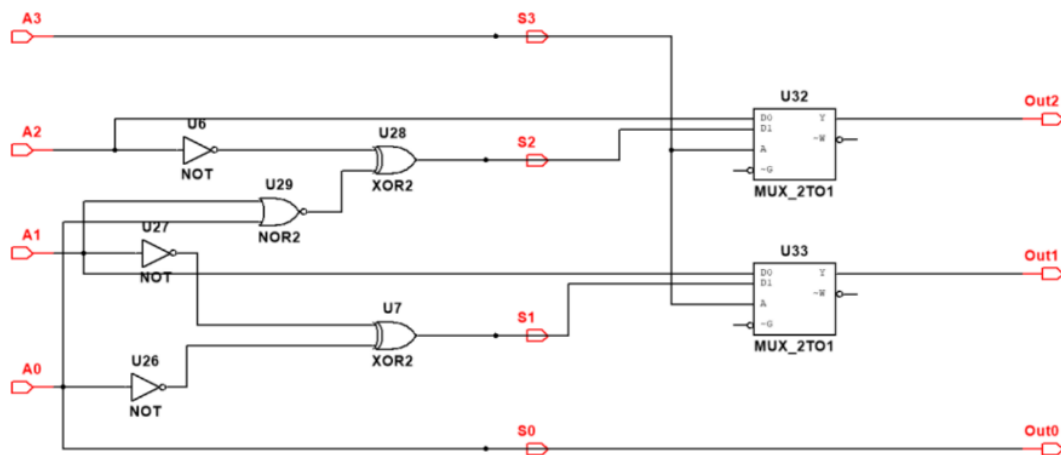 A3
S3
U32
Out2
D0
Y
D1
~W
A
~G
MUX_2TO1
A2
U6
NOT
U28
XOR2
S2
U29
NOR2
A1
U27
NOT
U33
Out1
D0
Y
D1
~W
A
~G
MUX_2TO1
U7
XOR2
S1
U26
NOT
A0
S0
Out0